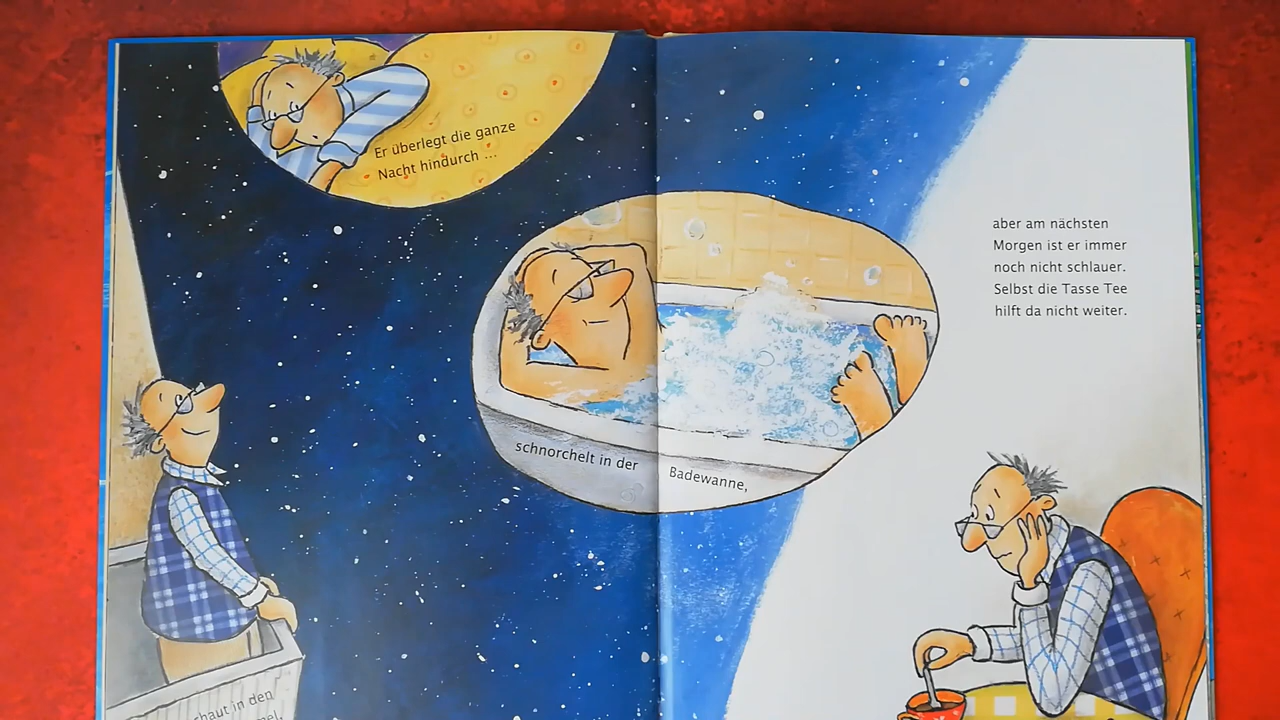 Er überlegt die ganze
Nacht hindurch ...
schnorchelt in der Badewanne,
schaut in den
aber am nächsten
Morgen ist er immer
noch nicht schlauer.
Selbst die Tasse Tee
hilft da nicht weiter.